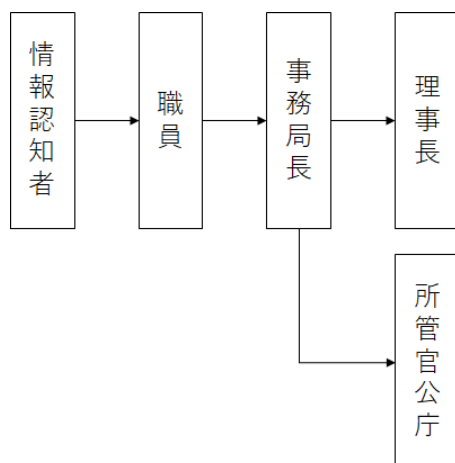 情報認知者
職員
事務局長
理事長
所管官公庁